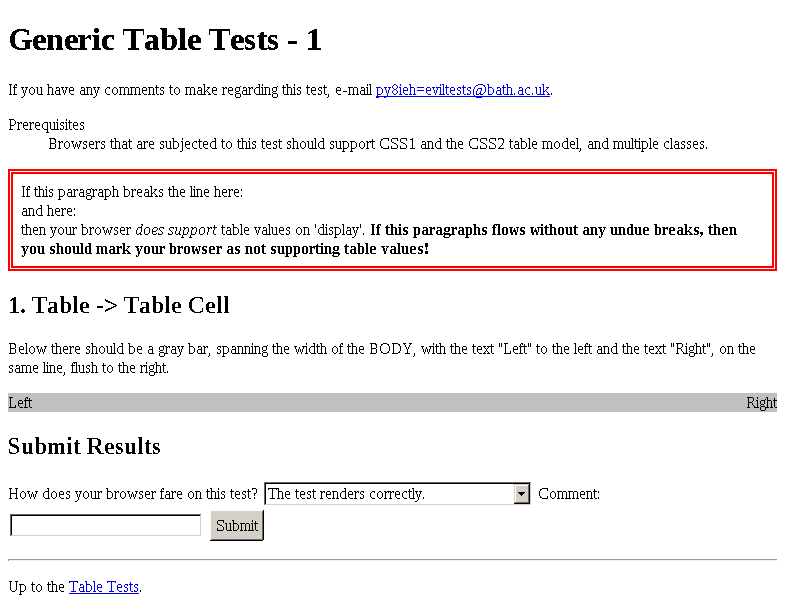 Generic Table Tests - 1
If you have any comments to make regarding this test, e-mail py8ieh=eviltests@bath.ac.uk.
Prerequisites
Browsers that are subjected to this test should support CSS1 and the CSS2 table model, and multiple classes.
If this paragraph breaks the line here:
and here:
then your browser does support table values on 'display'. If this paragraphs flows without any undue breaks, then
you should mark your browser as not supporting table values!
1. Table -> Table Cell
Below there should be a gray bar, spanning the width of the BODY, with the text "Left" to the left and the text "Right", on the
same line, flush to the right.
Left Right
Submit Results
How does your browser fare on this test? The test renders correctly. Comment:
Submit
Up to the Table Tests.